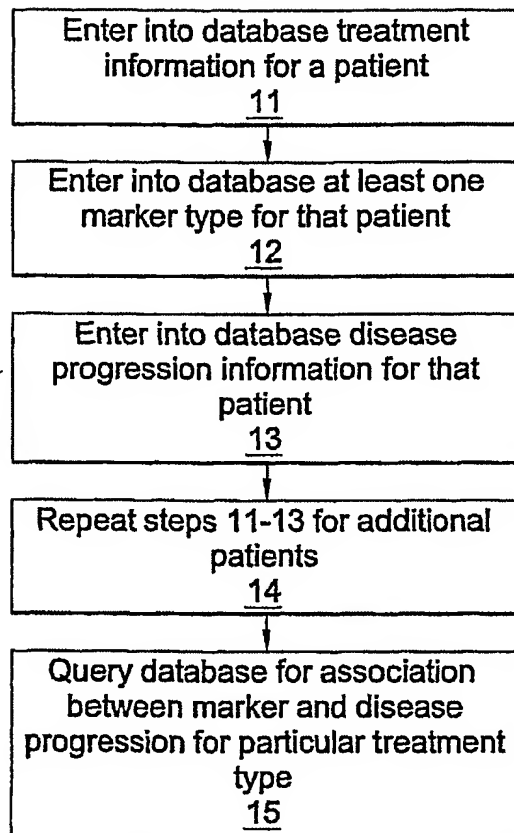 Enter into database treatment
information for a patient
11
Enter into database at least one
marker type for that patient
12
Enter into database disease
progression information for that
patient
13
Repeat steps 11-13 for additional
patients
14
Query database for association
between marker and disease
progression for particular treatment
type
15